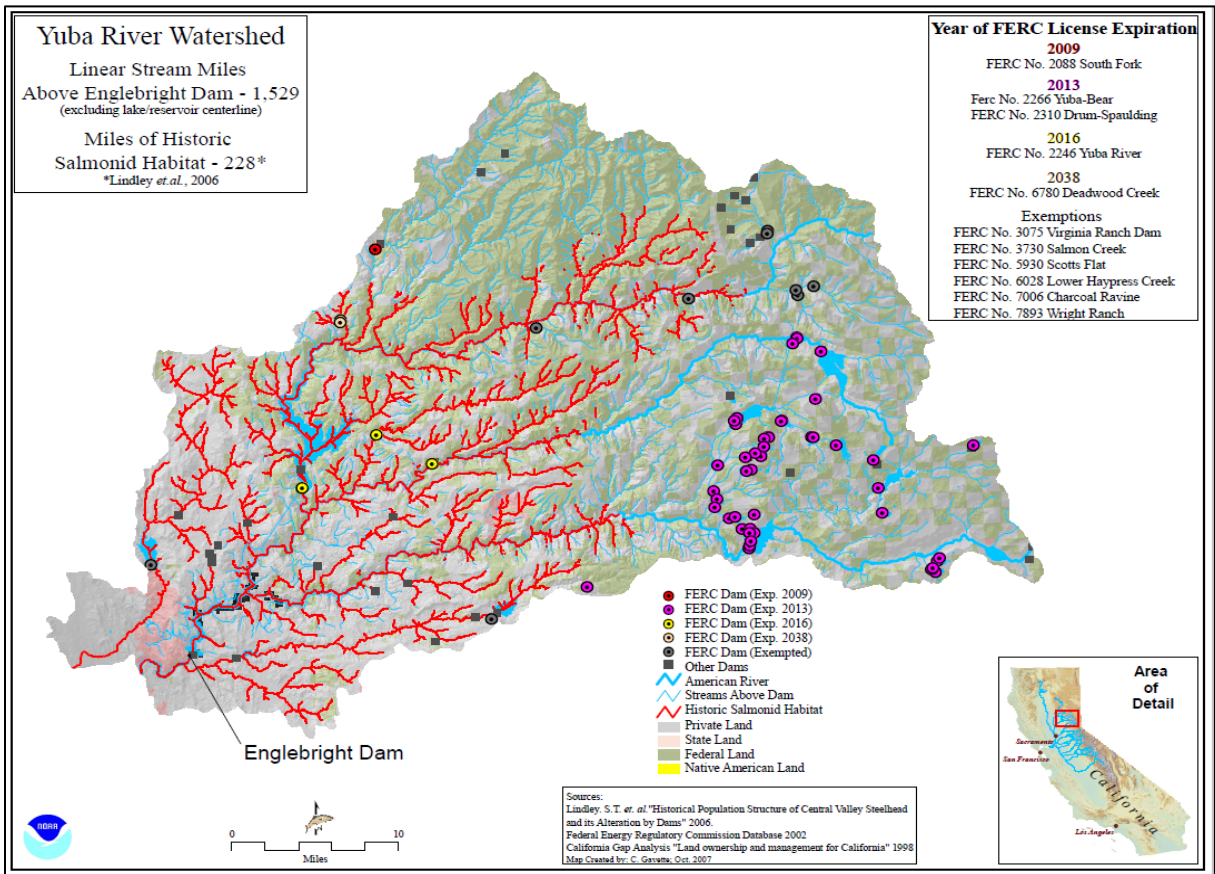 Yuba River Watershed
Linear Stream Miles
Above Englebright Dam - 1,529
(excluding lake/reservoir centerline)
Miles of Historic
Salmonid Habitat - 228*
*Lindley et.al., 2006
Year of FERC License Expiration
2009
FERC No. 2088 South Fork
2013
Ferc No. 2266 Yuba-Bear
FERC No. 2310 Drum-Spaulding
2016
FERC No. 2246 Yuba River
2038
FERC No. 6780 Deadwood Creek
Exemptions
FERC No. 3075 Virginia Ranch Dam
FERC No. 3730 Salmon Creek
FERC No. 5930 Scotts Flat
FERC No. 6028 Lower Haypress Creek
FERC No. 7006 Charcoal Ravine
FERC No. 7893 Wright Ranch
FERC Dam (Exp. 2009)
FERC Dam (Exp. 2013)
FERC Dam (Exp. 2016)
FERC Dam (Exp. 2038)
FERC Dam (Exempted)
Other Dams
American River
Streams Above Dam
Historic Salmonid Habitat
Private Land
State Land
Federal Land
Native American Land
Englebright Dam
Area
of
Detail
Sacramento
San Francisco
California
Los Angeles
NOAA
0 10
Miles
Sources:
Lindley. S.T. et. al."Historical Population Structure of Central Valley Steelhead
and its Alteration by Dams" 2006.
Federal Energy Regulatory Commission Database 2002
California Gap Analysis "Land ownership and management for California" 1998
Map Created by: C. Gavette; Oct. 2007